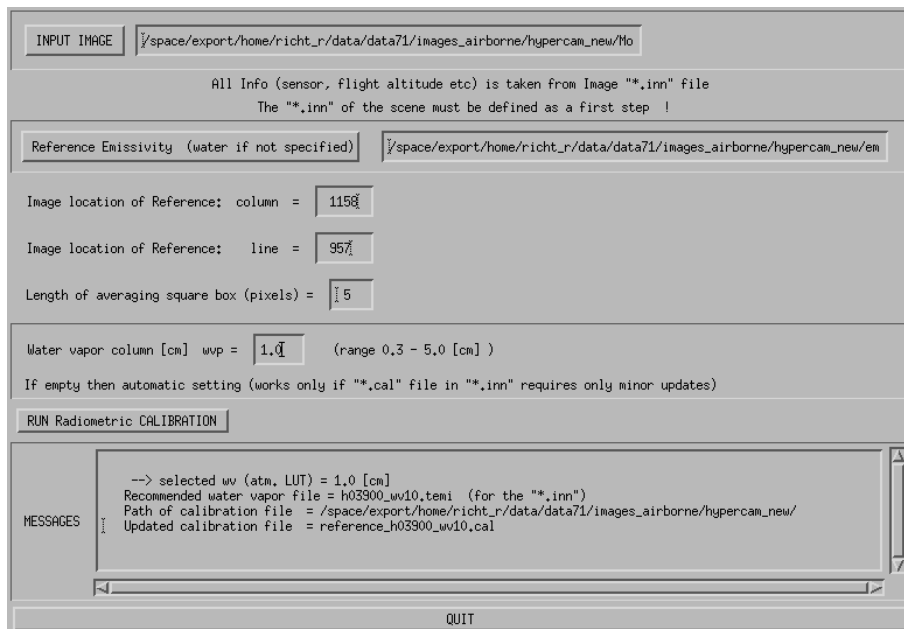 INPUT IMAGE /space/export/home/richt_r/data/data71/images_airborne/hypercam_new/Mo
All Info (sensor, flight altitude etc) is taken from Image "*.inn" file
The "*.inn" of the scene must be defined as a first step !
Reference Emissivity (water if not specified) /space/export/home/richt_r/data/data71/images_airborne/hypercam_new/em
Image location of Reference: column = 1158
Image location of Reference: line = 957
Length of averaging square box (pixels) = 5
Water vapor column [cm] wvp = 1.0 (range 0.3 - 5.0 [cm] )
If empty then automatic setting (works only if "*.cal" file in "*.inn" requires only minor updates)
RUN Radiometric CALIBRATION
MESSAGES
--> selected wv (atm. LUT) = 1.0 [cm]
Recommended water vapor file = h03900_wv10.temi (for the "*.inn")
Path of calibration file = /space/export/home/richt_r/data/data71/images_airborne/hypercam_new/
Updated calibration file = reference_h03900_wv10.cal
QUIT